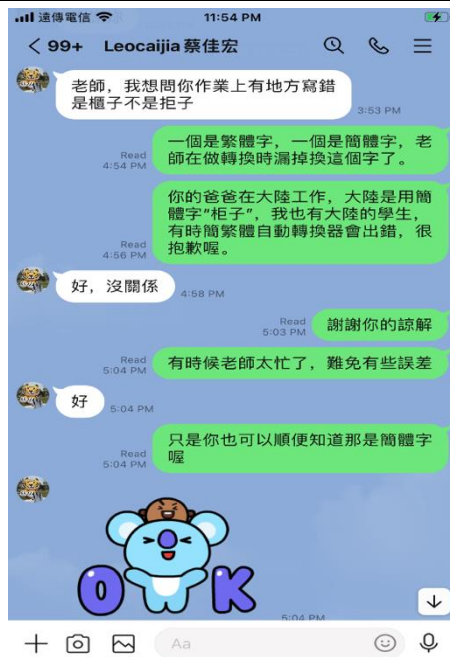 遠傳電信
11:54 PM
99+
Leocaijia 蔡佳宏
老師，我想問你作業上有地方寫錯
是櫃子不是拒子
3:53 PM
一個是繁體字，一個是簡體字，老
師在做轉換時漏掉換這個字了。
Read
4:54 PM
你的爸爸在大陸工作，大陸是用簡
體字"柜子"，我也有大陸的學生，
有時簡繁體自動轉換器會出錯，很
抱歉喔。
Read
4:56 PM
好，沒關係
4:58 PM
謝謝你的諒解
Read
5:03 PM
有時候老師太忙了，難免有些誤差
Read
5:04 PM
好
5:04 PM
只是你也可以順便知道那是簡體字
喔
Read
5:04 PM
OK
5:04 PM
Aa